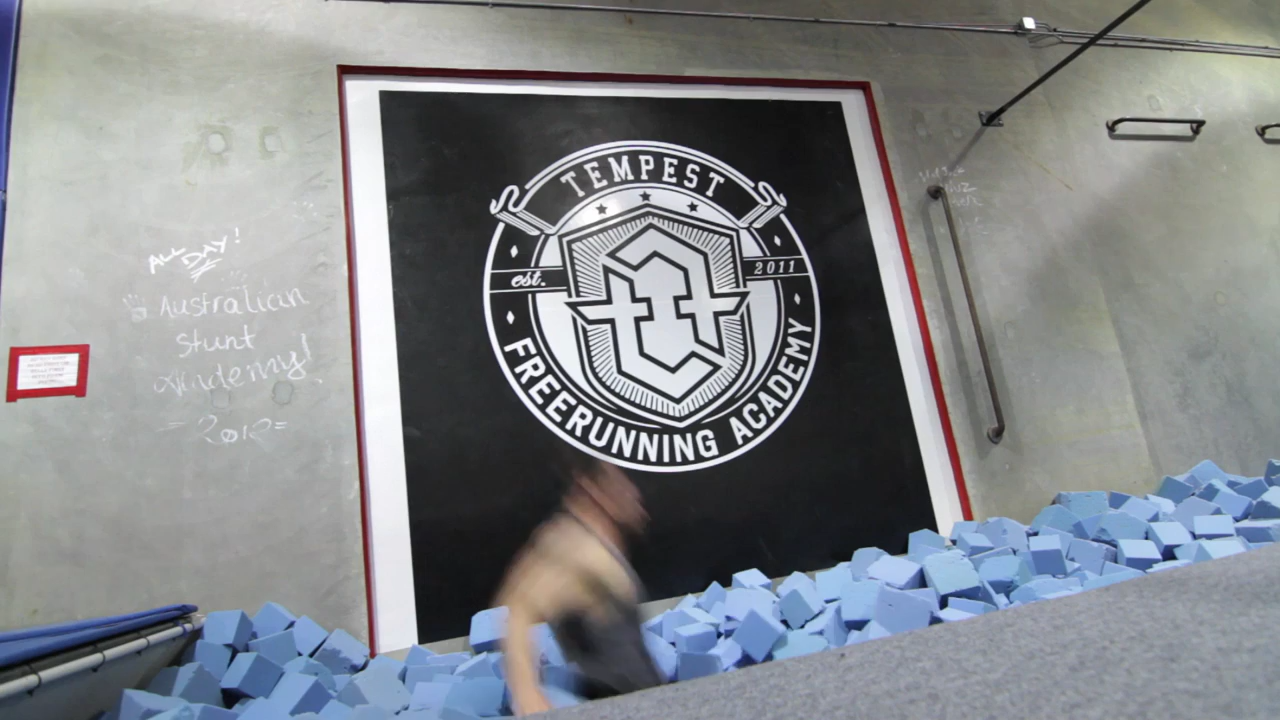 TEMPEST
est. 2011
FREERUNNING ACADEMY
ALL
DAY!
Australian
Stunt
Academy!
- 2012 =